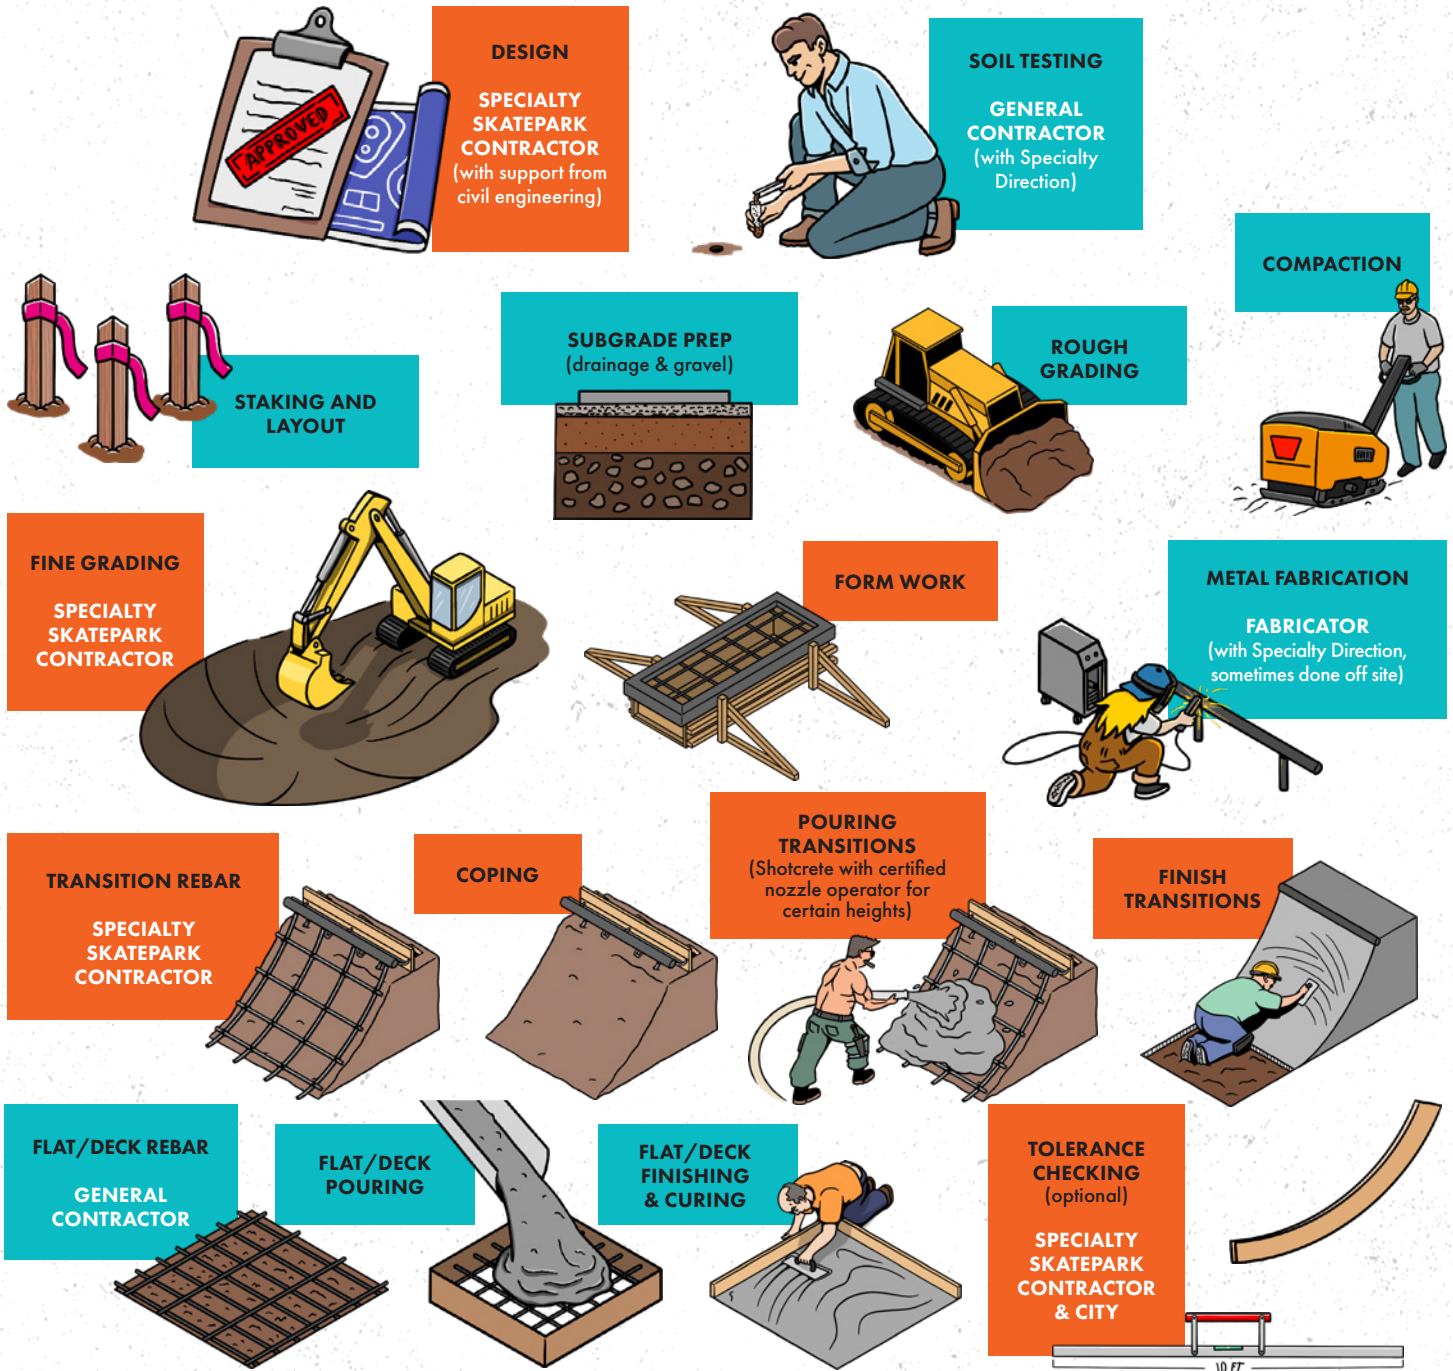 APPROVED
DESIGN
SPECIALTY
SKATEPARK
CONTRACTOR
(with support from
civil engineering)
SOIL TESTING
GENERAL
CONTRACTOR
(with Specialty
Direction)
COMPACTION
STAKING AND
LAYOUT
SUBGRADE PREP
(drainage & gravel)
ROUGH
GRADING
FINE GRADING
SPECIALTY
SKATEPARK
CONTRACTOR
FORM WORK
METAL FABRICATION
FABRICATOR
(with Specialty Direction,
sometimes done off site)
TRANSITION REBAR
SPECIALTY
SKATEPARK
CONTRACTOR
COPING
POURING
TRANSITIONS
(Shotcrete with certified
nozzle operator for
certain heights)
FINISH
TRANSITIONS
FLAT/DECK REBAR
GENERAL
CONTRACTOR
FLAT/DECK
POURING
FLAT/DECK
FINISHING
& CURING
TOLERANCE
CHECKING
(optional)
SPECIALTY
SKATEPARK
CONTRACTOR
& CITY
10 FT